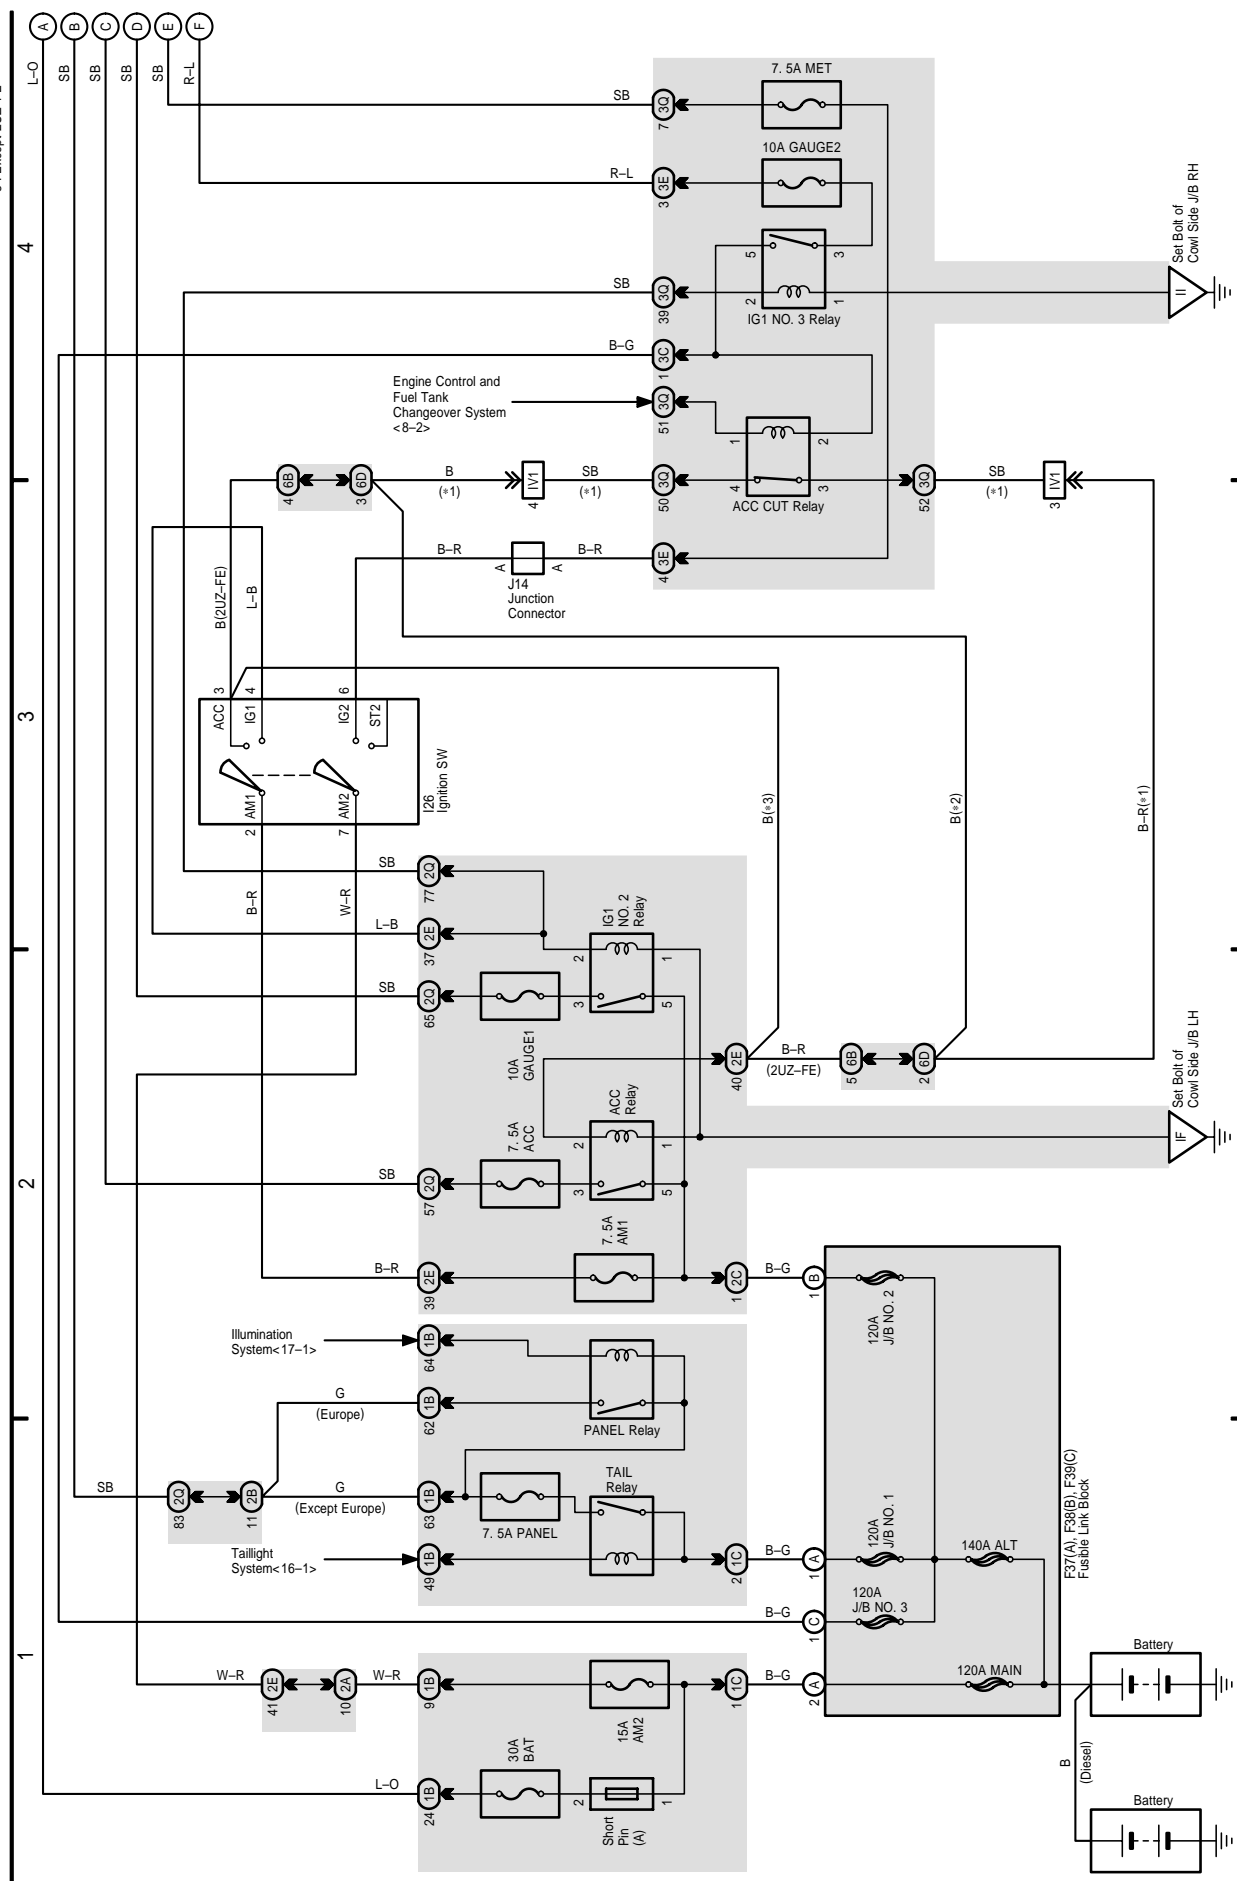 A
B
C
D
E
F
L–O
SB
SB
SB
SB
R–L
4
3
2
1
7. 5A MET
SB
7
3Q
10A GAUGE2
R–L
3
3E
Set Bolt of
Cowl Side J/B RH
II
5
3
2
1
IG1 NO. 3 Relay
SB
39
3Q
B–G
1
3C
Engine Control and
Fuel Tank
Changeover System
<8–2>
51
3Q
1
2
4
3
ACC CUT Relay
4
6B
3
6D
B
(*1)
4
IV1
SB
(*1)
50
3Q
52
3Q
SB
(*1)
3
IV1
B(2UZ–FE)
L–B
B–R
A
A
J14
Junction
Connector
B–R
4
3E
ACC
3
IG1
4
IG2
6
ST2
2
AM1
7
AM2
I26
Ignition SW
B(*3)
B(*2)
B–R(*1)
B–R
W–R
SB
77
2Q
L–B
37
2E
SB
65
2Q
IG1
NO. 2
Relay
2
1
3
5
10A
GAUGE1
40
2E
B–R
(2UZ–FE)
5
6B
2
6D
Set Bolt of
Cowl Side J/B LH
IF
7. 5A
ACC
ACC
Relay
2
1
3
5
SB
57
2Q
7. 5A
AM1
B–R
39
2E
1
2C
B–G
1
B
120A
J/B NO. 2
Illumination
System<17–1>
64
1B
G
(Europe)
62
1B
PANEL Relay
SB
83
2Q
11
2B
G
(Except Europe)
63
1B
7. 5A PANEL
TAIL
Relay
Taillight
System<16–1>
49
1B
2
1C
B–G
1
A
120A
J/B NO. 1
140A ALT
F37(A), F38(B), F39(C)
Fusible Link Block
B–G
1
C
120A
J/B NO. 3
W–R
41
2E
10
2A
W–R
9
1B
15A
AM2
1
1C
B–G
2
A
120A MAIN
Battery
L–O
24
1B
30A
BAT
2
1
Short
Pin
(A)
B
(Diesel)
Battery